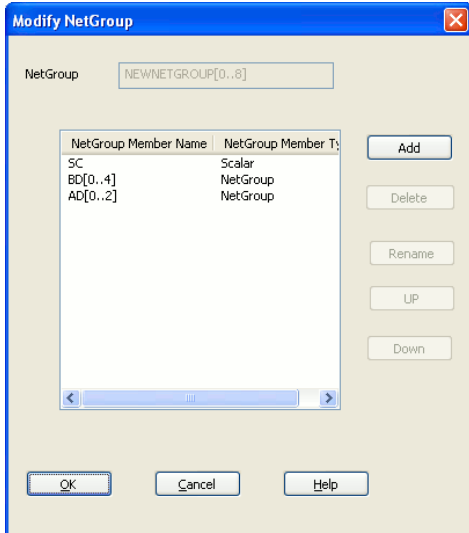 Modify NetGroup
NetGroup NEWNETGROUP[0..8]
NetGroup Member Name NetGroup Member Ty
SC Scalar
BD[0..4] NetGroup
AD[0..2] NetGroup
Add
Delete
Rename
UP
Down
OK Cancel Help